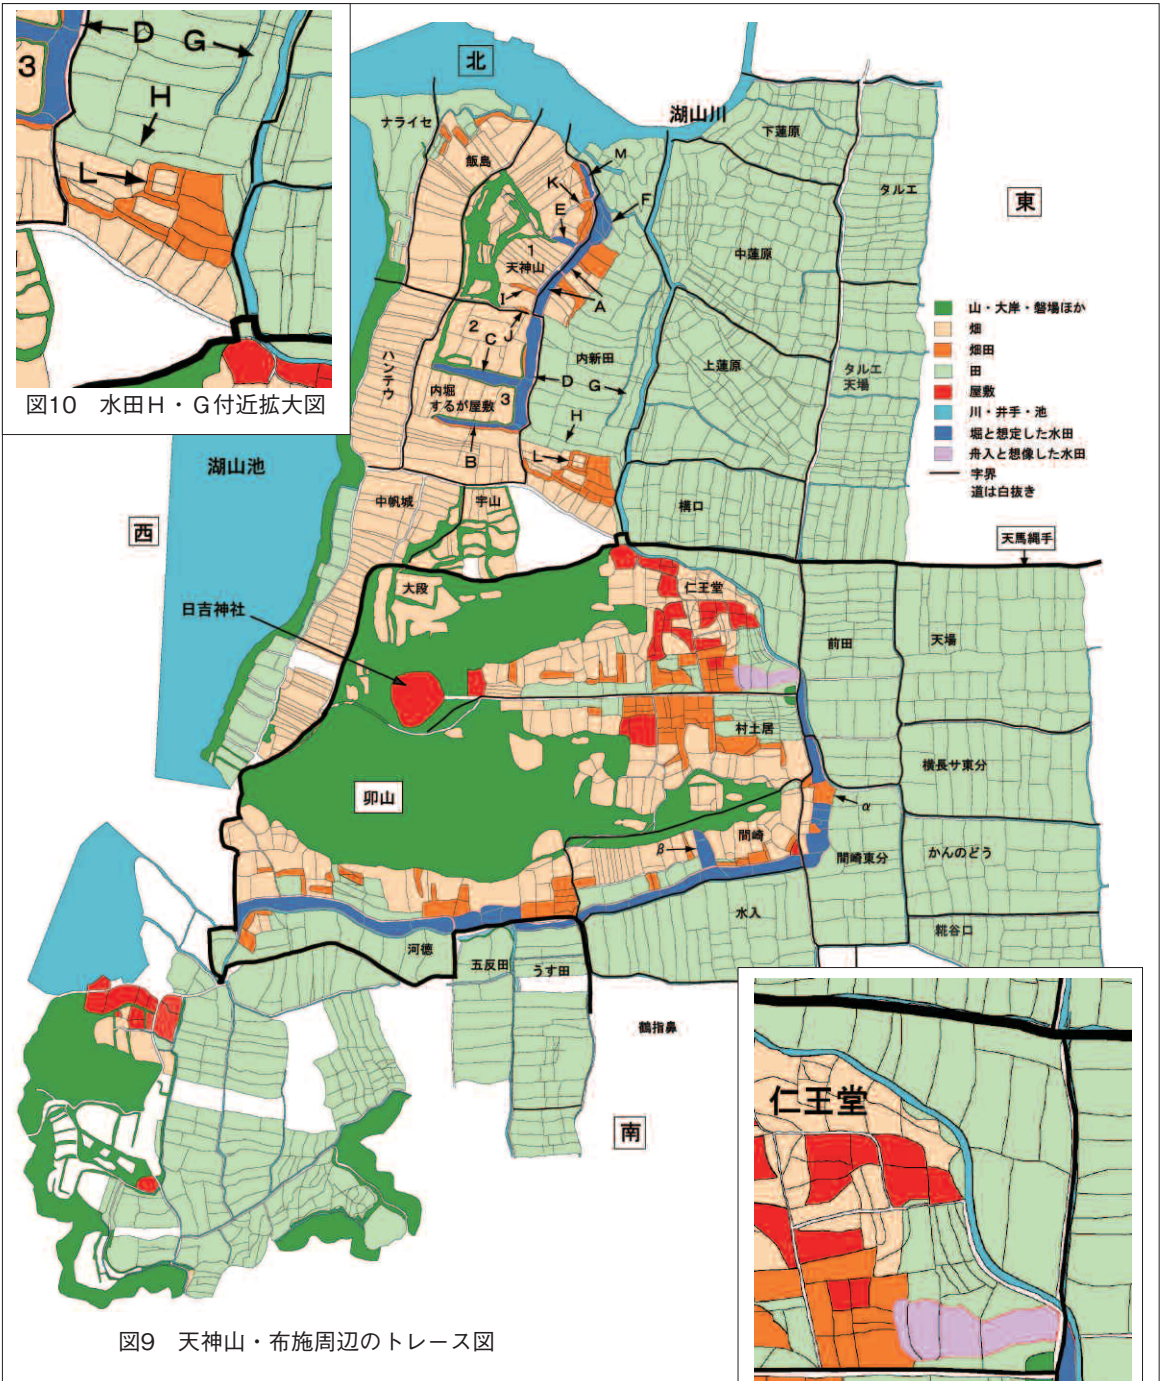 D
G
3
H
L
図10　水田H・G付近拡大図
北
湖山川
ナライセ
飯島
下蓮原
タルエ
東
M
K
E
F
中蓮原
1
天神山
I
A
J
2
C
ハンテウ
内新田
上蓮原
タルエ
天場
内堀
するが屋敷
3
D
G
H
B
L
山・大岸・磐場ほか
畑
畑田
田
屋敷
川・井手・池
堀と想定した水田
舟入と想像した水田
字界
道は白抜き
湖山池
西
中帆城
宇山
構口
天馬縄手
大段
仁王堂
日吉神社
前田
天場
村土居
横長サ東分
卯山
α
β
間崎
間崎東分
かんのどう
水入
糀谷口
河徳
五反田
うす田
鶴指鼻
南
仁王堂
図9　天神山・布施周辺のトレース図